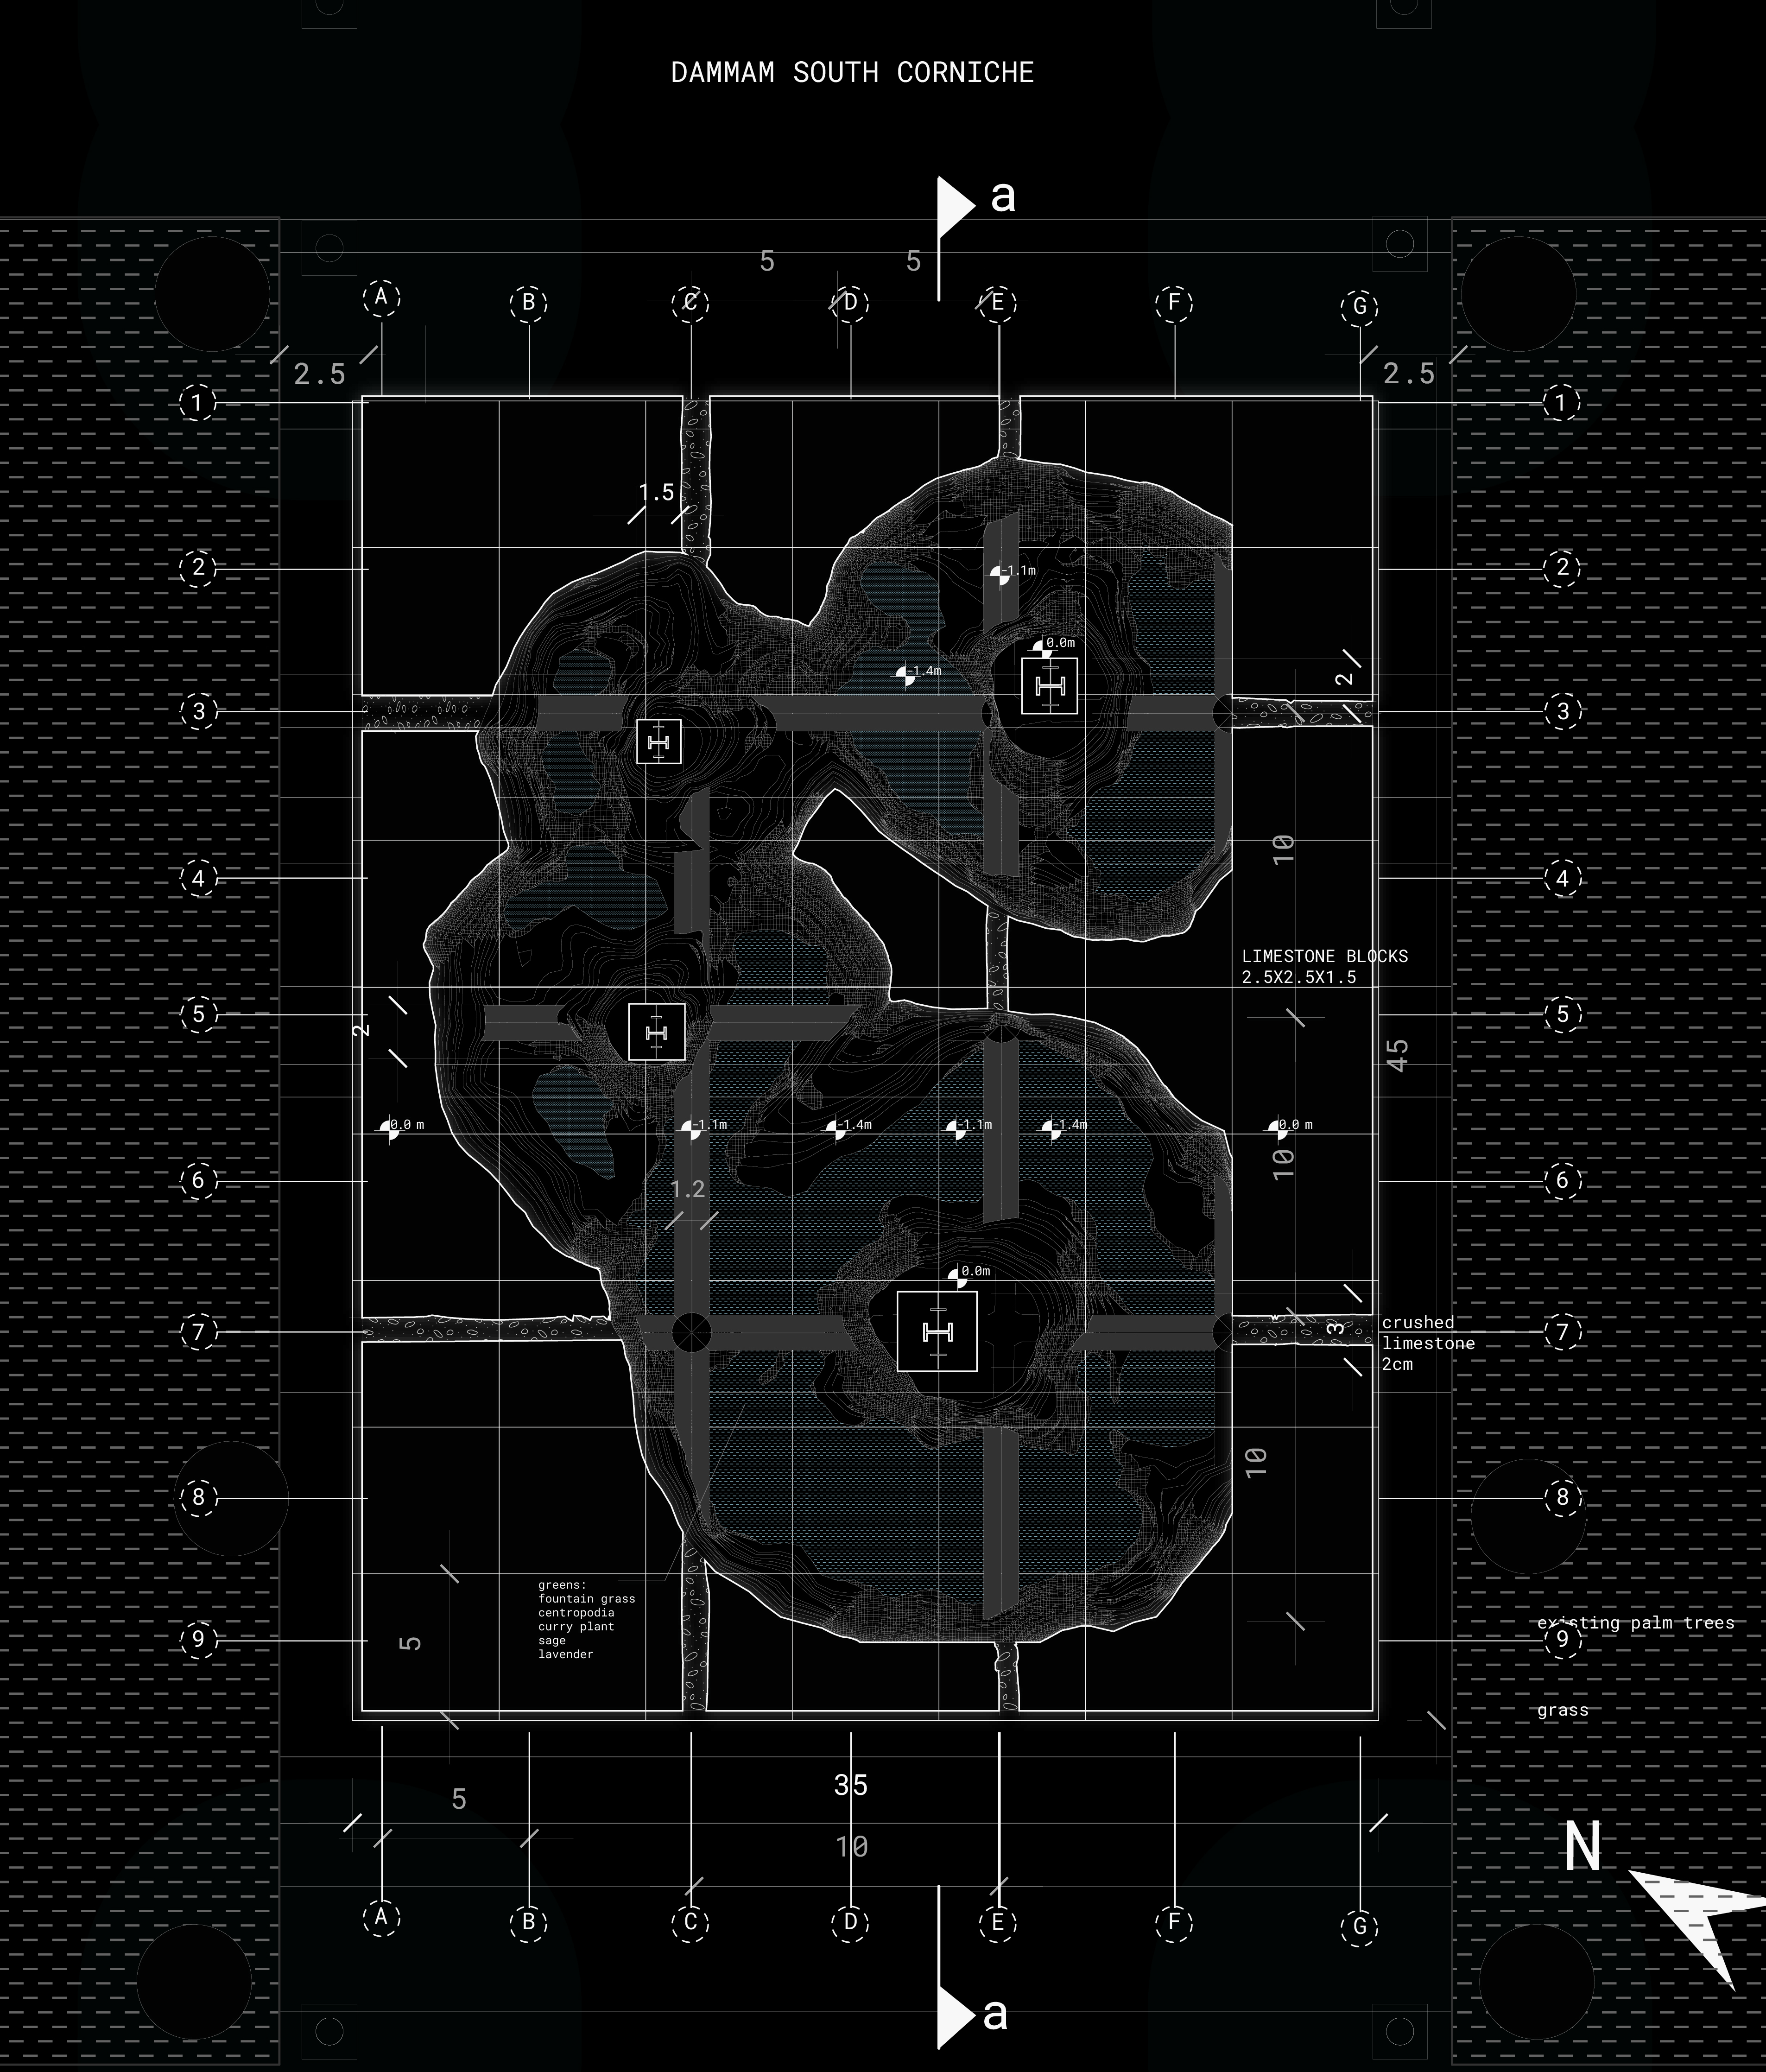 DAMMAM SOUTH CORNICHE
a
5 5
A B C D E F G
2.5 2.5
1 1
1.5
2 2
-1.1m
0.0m
-1.4m
2
3 3
10
4 4
LIMESTONE BLOCKS
2.5X2.5X1.5
5 5
2
45
0.0 m -1.1m -1.4m -1.1m -1.4m 0.0 m
10
6 6
1.2
0.0m
7 7
3
crushed
limestone
2cm
10
8 8
greens:
fountain grass
centropodia
curry plant
sage
lavender
existing palm trees
9 9
5
grass
35
5
10
N
A B C D E F G
a